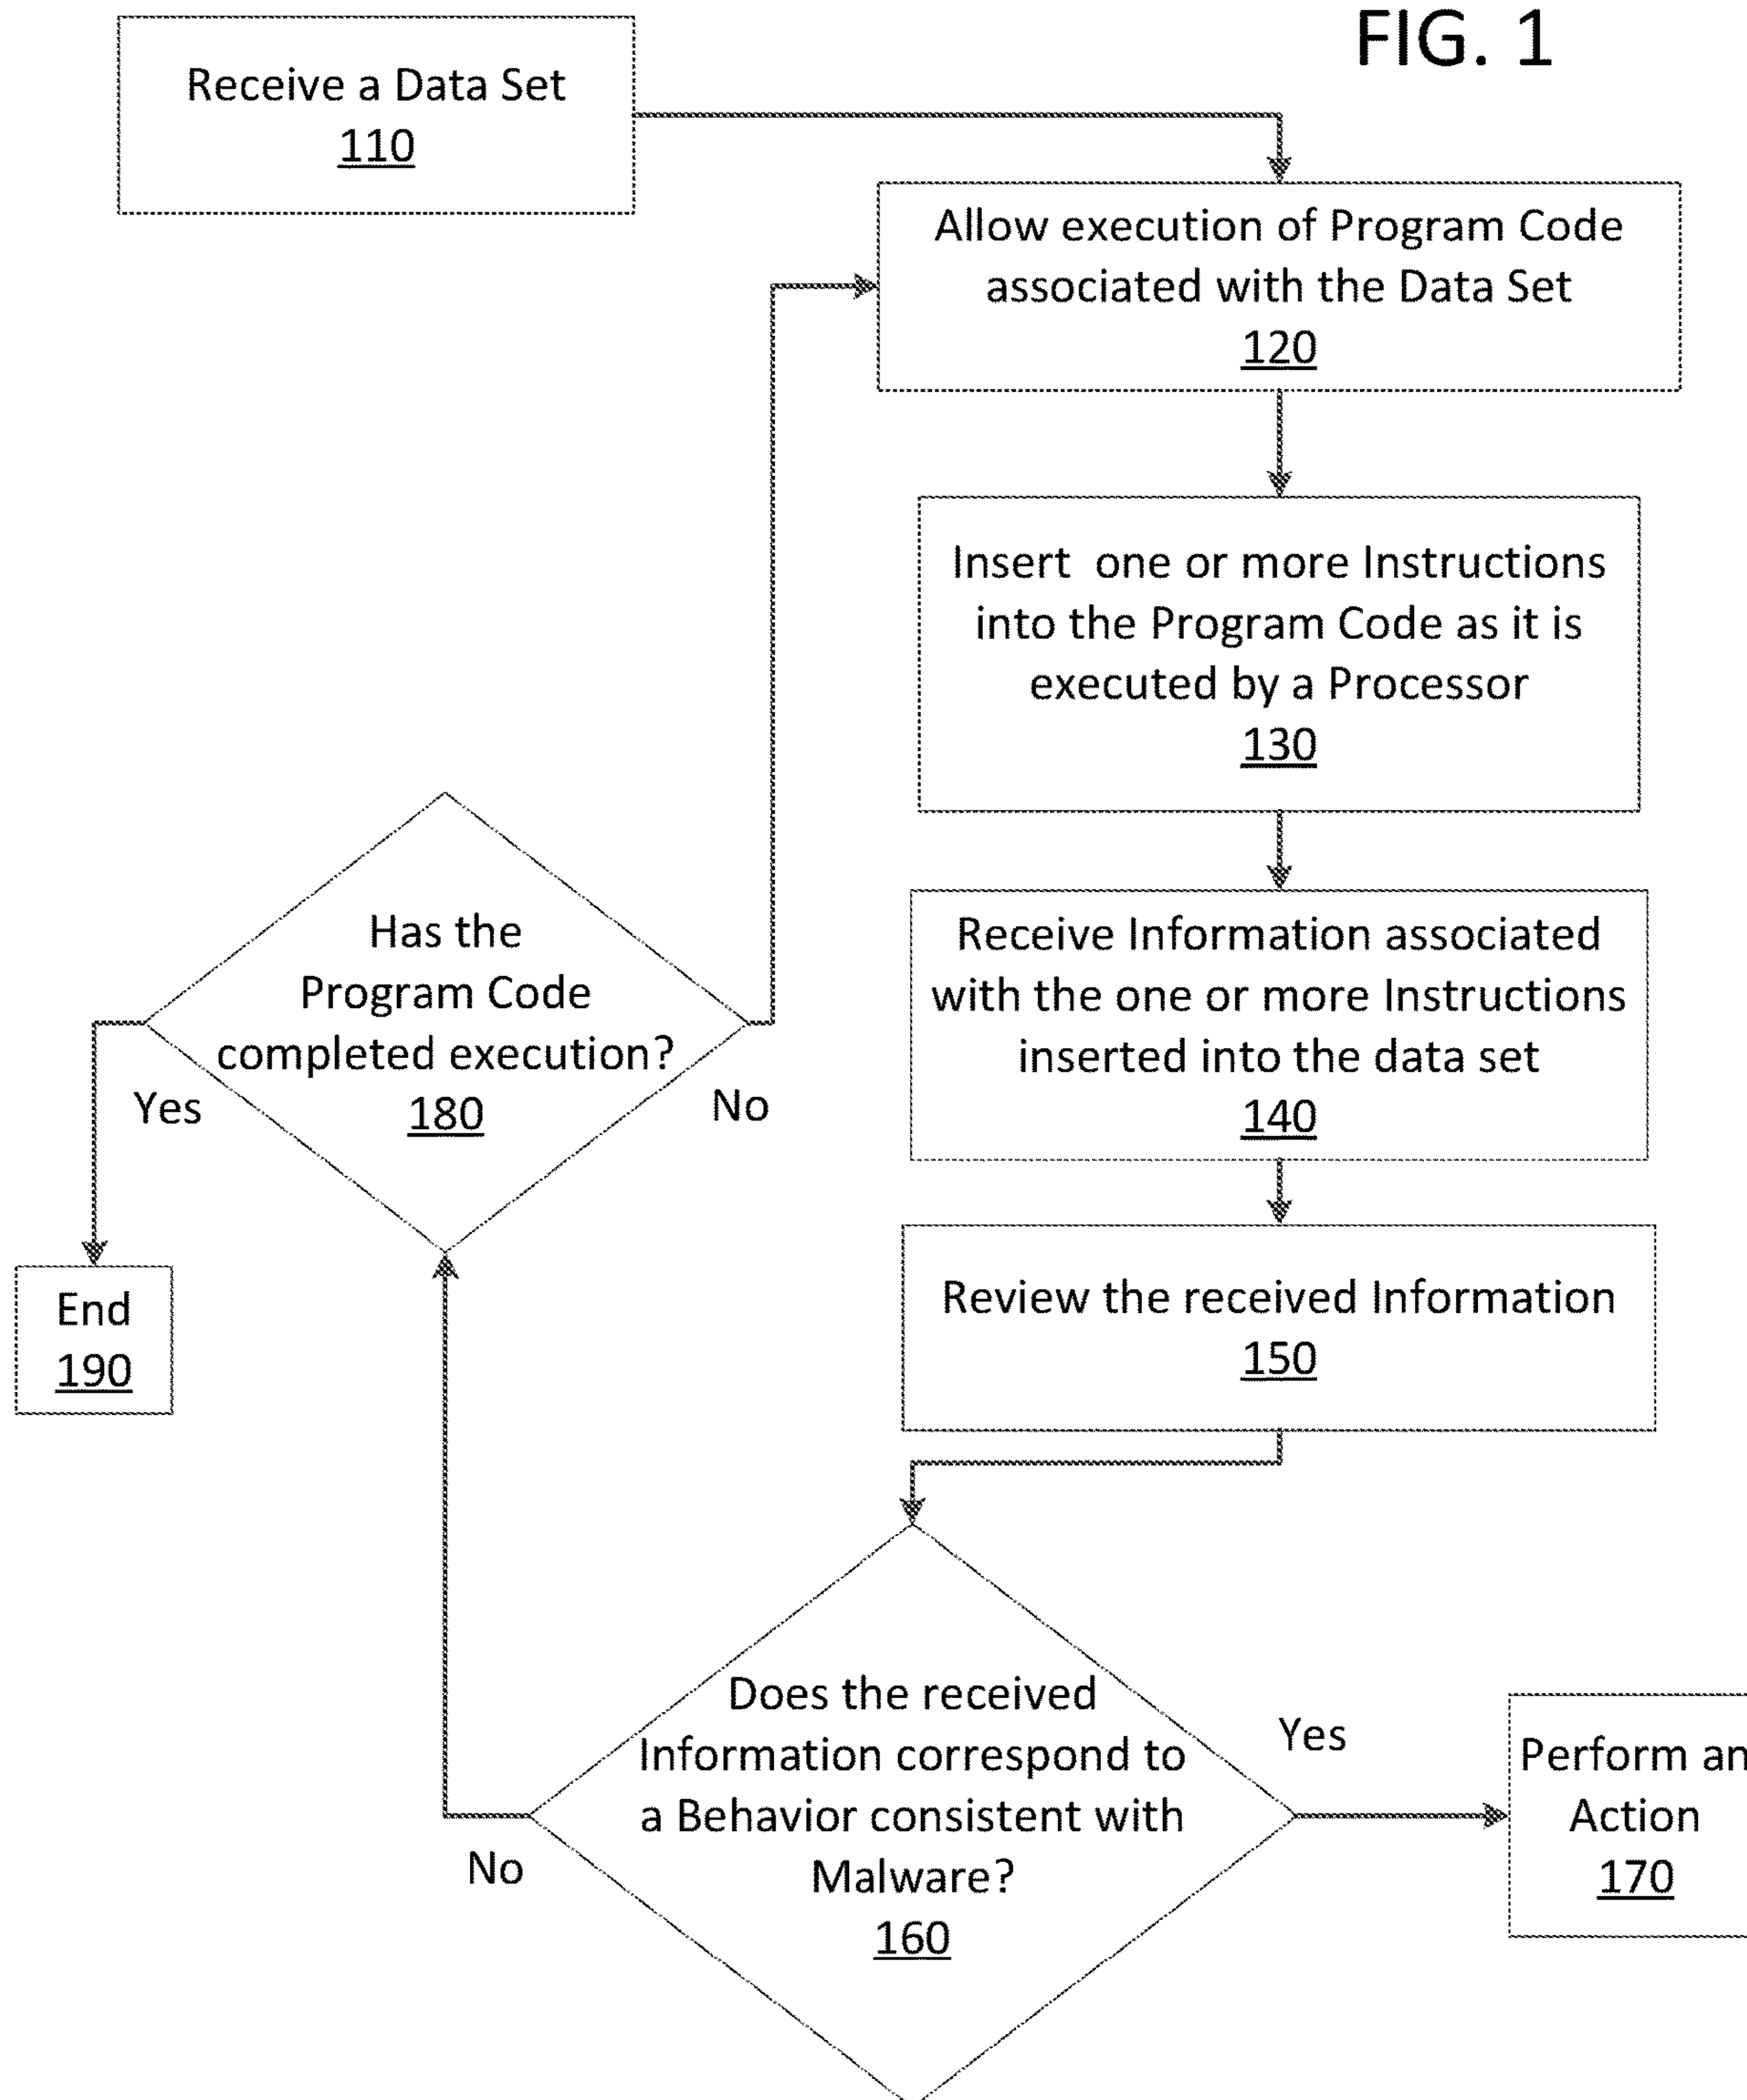 FIG. 1
Receive a Data Set
110
Allow execution of Program Code
associated with the Data Set
120
Insert one or more Instructions
into the Program Code as it is
executed by a Processor
130
Receive Information associated
with the one or more Instructions
inserted into the data set
140
Review the received Information
150
Does the received
Information correspond to
a Behavior consistent with
Malware?
160
Yes
No
Perform an
Action
170
Has the
Program Code
completed execution?
180
Yes
No
End
190